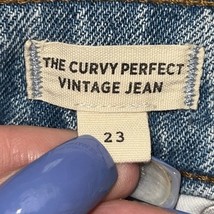 THE CURVY PERFECT
VINTAGE JEAN
23